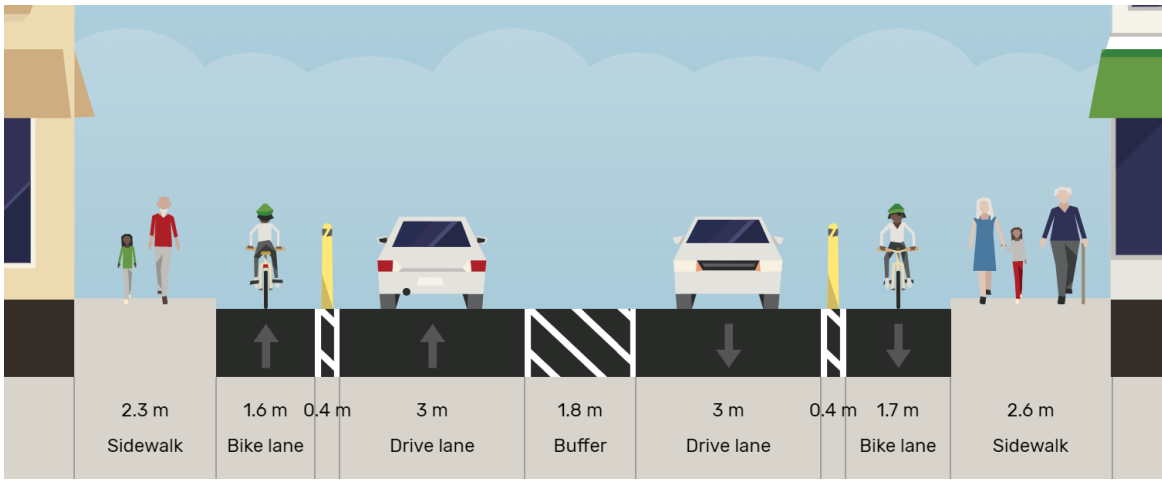 2.3 m 1.6 m 0.4 m 3 m 1.8 m 3 m 0.4 m 1.7 m 2.6 m
Sidewalk Bike lane Drive lane Buffer Drive lane Bike lane Sidewalk